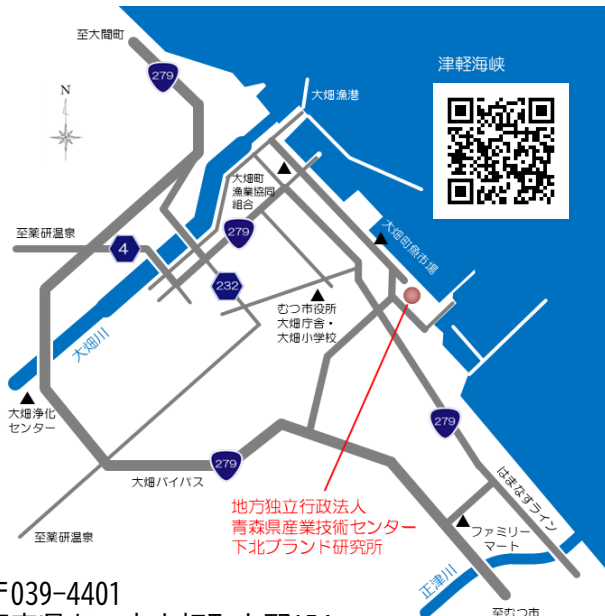 至大間町
279
津軽海峡
N
大畑漁港
大畑町
漁業協同
組合
279
大畑町魚市場
至薬研温泉
4
232
むつ市役所
大畑庁舎・
大畑小学校
大畑川
大畑浄化
センター
279
279
大畑バイパス
はまなすライン
地方独立行政法人
青森県産業技術センター
下北ブランド研究所
ファミリー
マート
至薬研温泉
正津川
〒039-4401
至むつ市